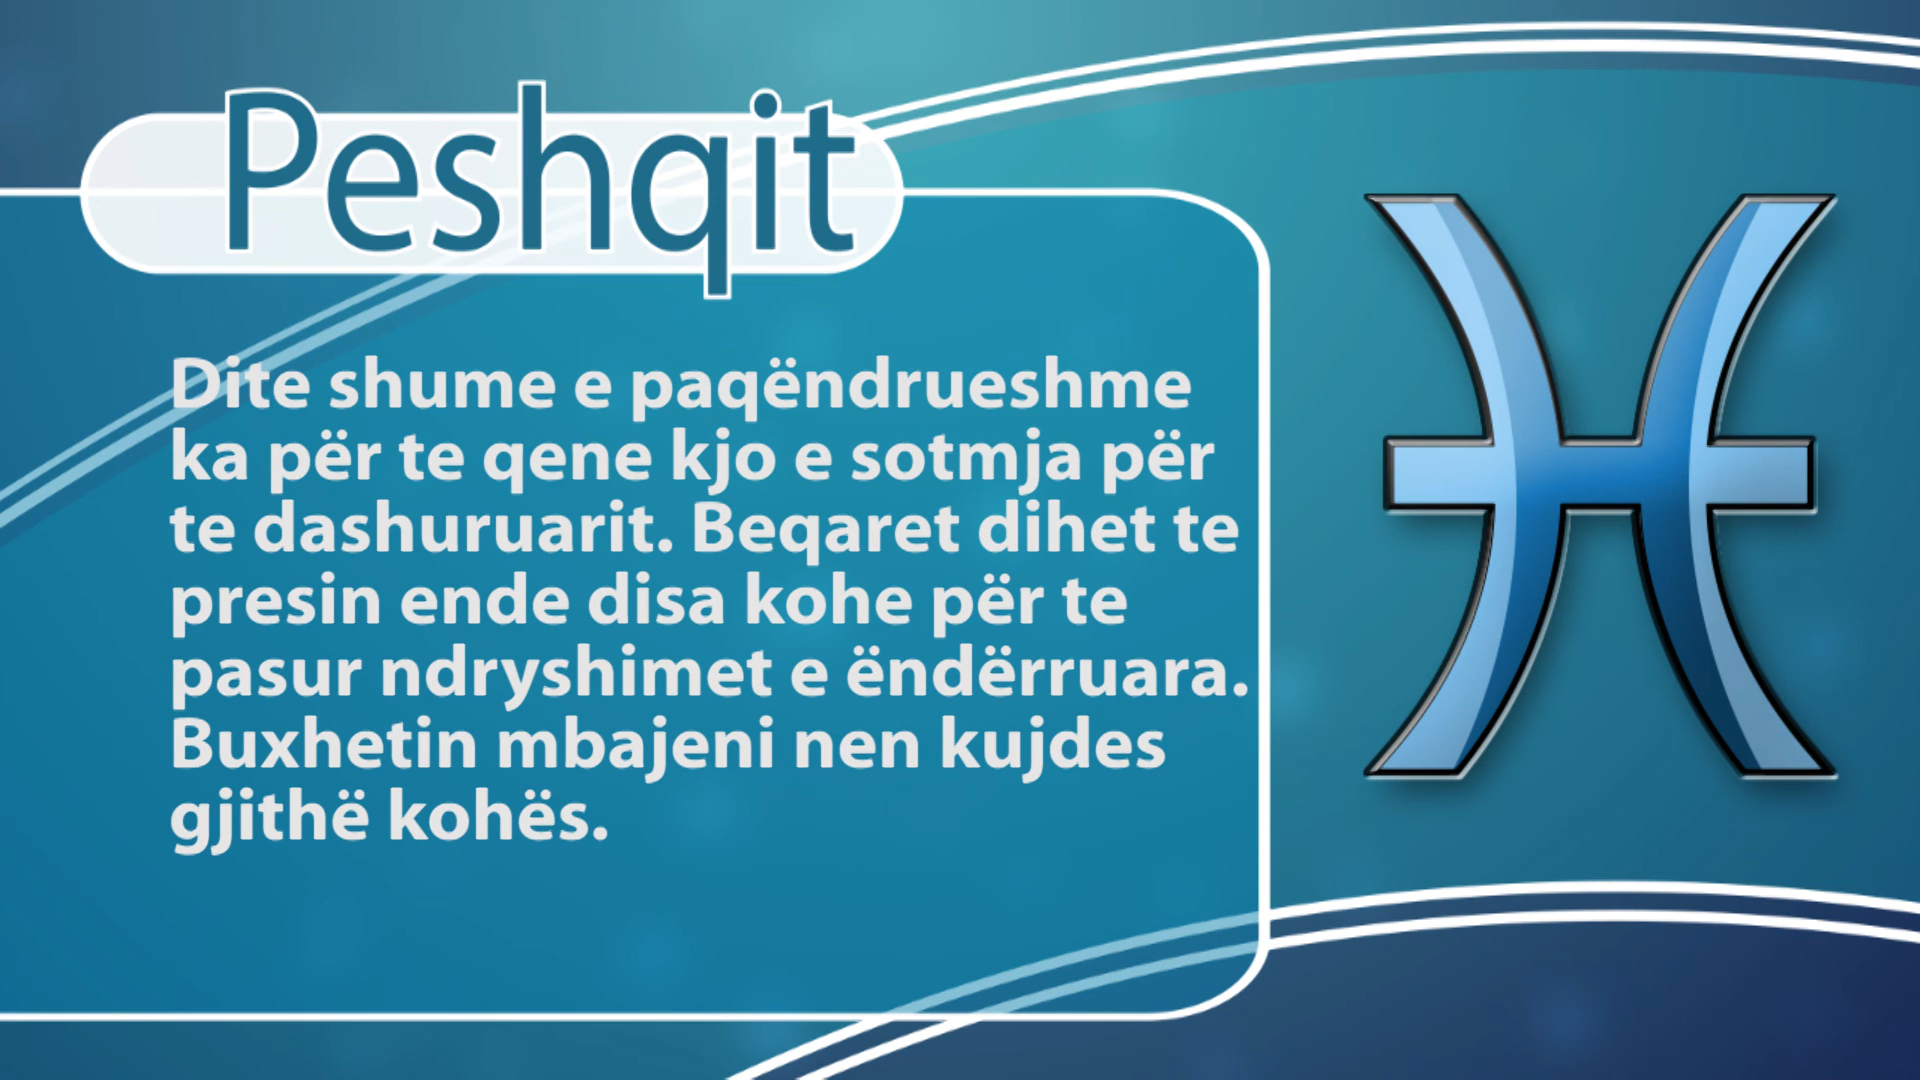 Peshqit
Dite shume e paqëndrueshme
ka për te qene kjo e sotmja për
te dashuruarit. Beqaret dihet te
presin ende disa kohe për te
pasur ndryshimet e ëndërruara.
Buxhetin mbajeni nen kujdes
gjithë kohës.